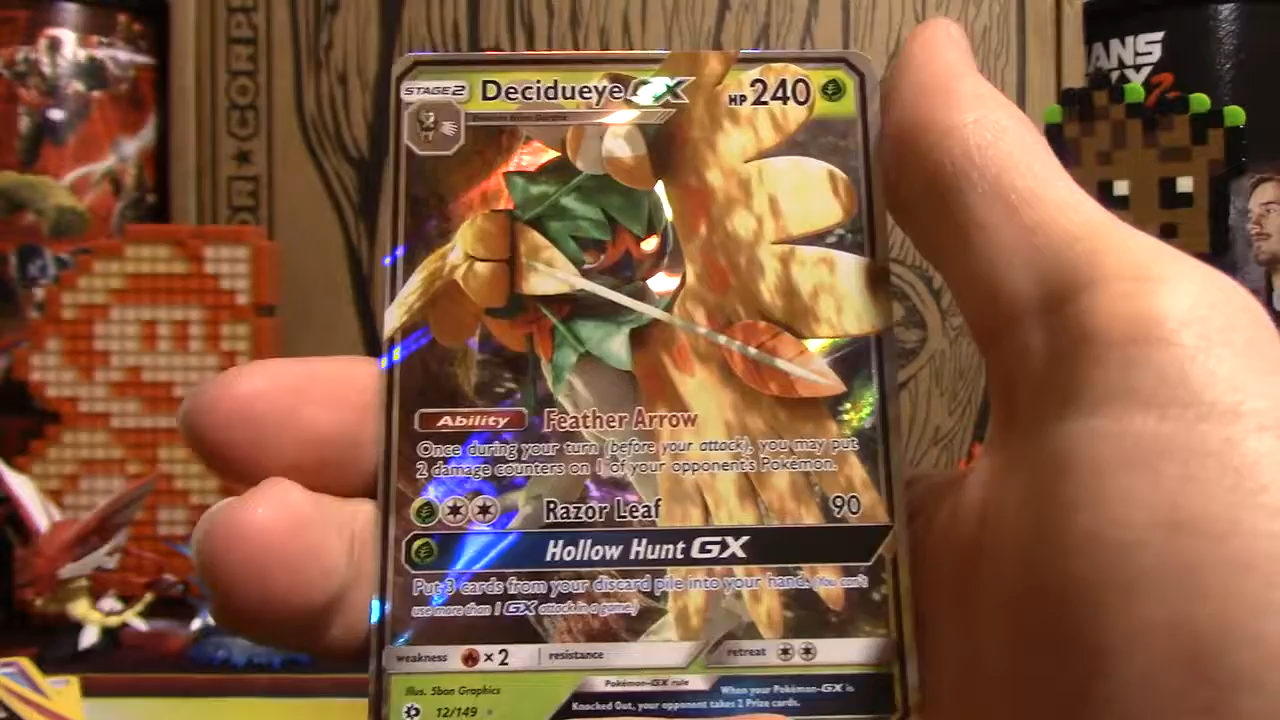 STAGE2 Decidueye GX HP 240
Ability Feather Arrow
Once during your turn (before your attack), you may put
2 damage counters on 1 of your opponent's Pokémon.
Razor Leaf 90
Hollow Hunt GX
Put 3 cards from your discard pile into your hand. (You can't
use more than 1 GX attack in a game.)
weakness ×2 resistance retreat
Illus. 5ban Graphics
12/149
Pokémon-GX rule
When your Pokémon-GX is
Knocked Out, your opponent takes 2 Prize cards.